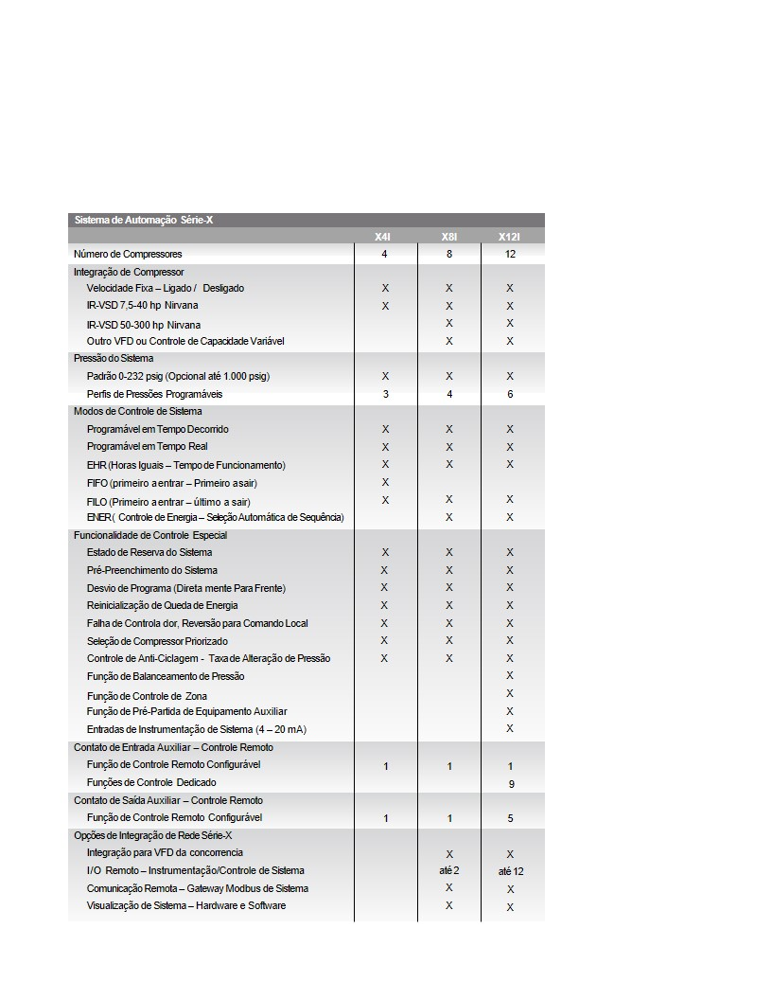 Sistema de Automação Série-X
X4I X8I X12I
Número de Compressores 4 8 12
Integração de Compressor
Velocidade Fixa – Ligado / Desligado X X X
IR-VSD 7,5-40 hp Nirvana X X X
IR-VSD 50-300 hp Nirvana X X
Outro VFD ou Controle de Capacidade Variável X X
Pressão do Sistema
Padrão 0-232 psig (Opcional até 1.000 psig) X X X
Perfis de Pressões Programáveis 3 4 6
Modos de Controle de Sistema
Programável em Tempo Decorrido X X X
Programável em Tempo Real X X X
EHR (Horas Iguais – Tempo de Funcionamento) X X X
FIFO (primeiro a entrar – Primeiro a sair) X
FILO (Primeiro a entrar – último a sair) X X X
ENER ( Controle de Energia – Seleção Automática de Sequência) X X
Funcionalidade de Controle Especial
Estado de Reserva do Sistema X X X
Pré-Preenchimento do Sistema X X X
Desvio de Programa (Direta mente Para Frente) X X X
Reinicialização de Queda de Energia X X X
Falha de Controla dor, Reversão para Comando Local X X X
Seleção de Compressor Priorizado X X X
Controle de Anti-Ciclagem - Taxa de Alteração de Pressão X X X
Função de Balanceamento de Pressão X
Função de Controle de Zona X
Função de Pré-Partida de Equipamento Auxiliar X
Entradas de Instrumentação de Sistema (4 – 20 mA) X
Contato de Entrada Auxiliar – Controle Remoto
Função de Controle Remoto Configurável 1 1 1
Funções de Controle Dedicado 9
Contato de Saída Auxiliar – Controle Remoto
Função de Controle Remoto Configurável 1 1 5
Opções de Integração de Rede Série-X
Integração para VFD da concorrencia X X
I/O Remoto – Instrumentação/Controle de Sistema até 2 até 12
Comunicação Remota – Gateway Modbus de Sistema X X
Visualização de Sistema – Hardware e Software X X